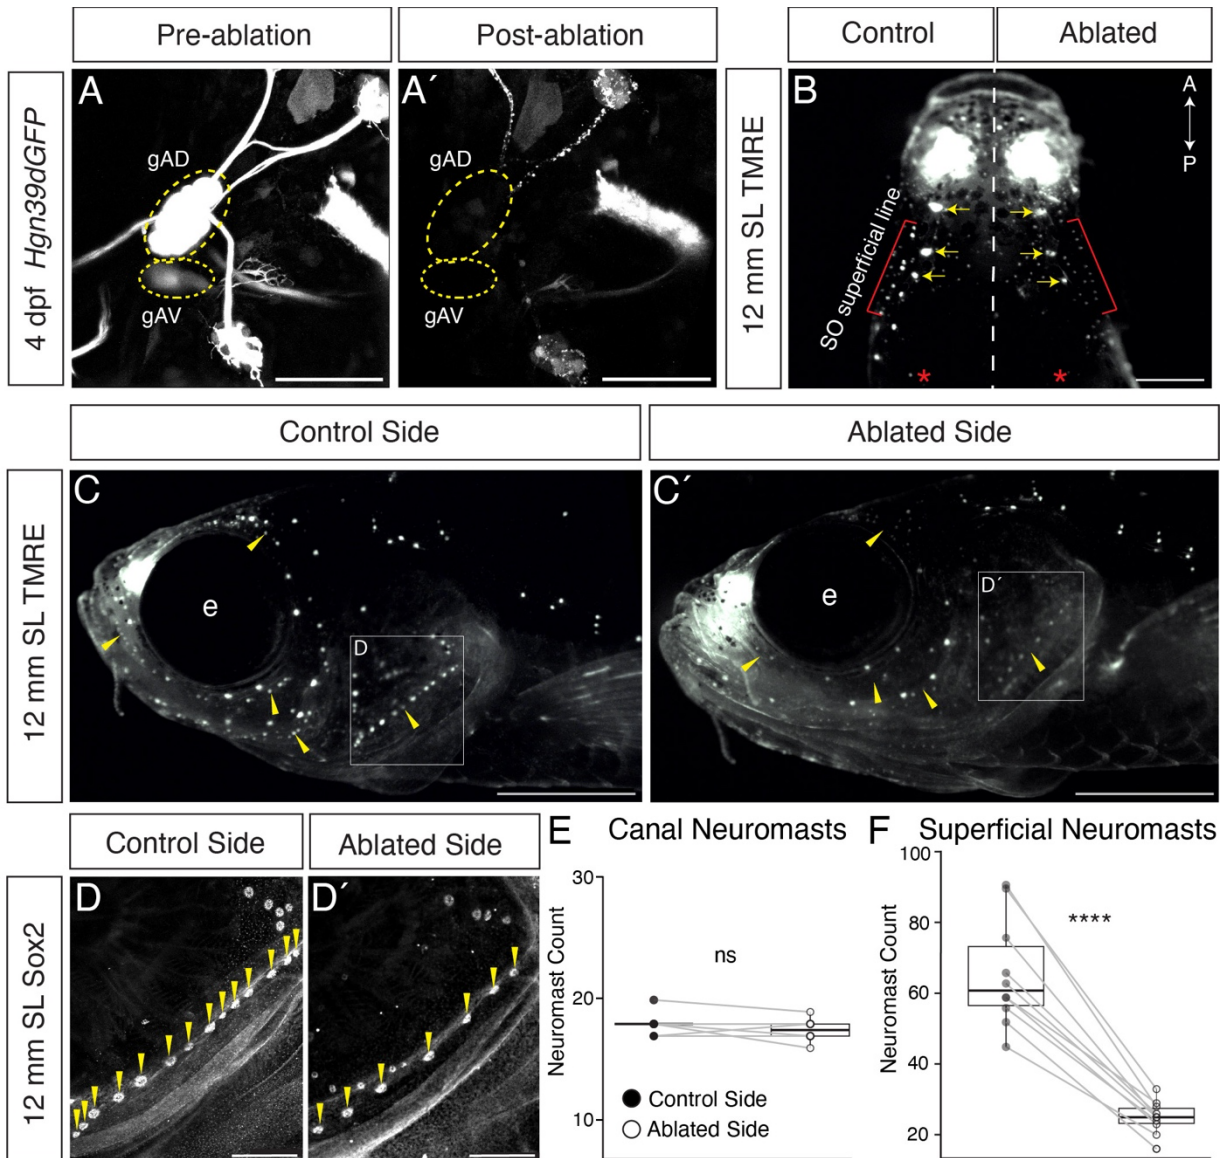 Pre-ablation
Post-ablation
Control
Ablated
4 dpf Hgn39dGFP
A
gAD
gAV
A´
gAD
gAV
12 mm SL TMRE
B
A
P
SO superficial line
*
*
Control Side
Ablated Side
12 mm SL TMRE
C
e
D
C´
e
D´
Control Side
Ablated Side
12 mm SL Sox2
D
D´
E Canal Neuromasts
Neuromast Count
30
20
10
ns
Control Side
Ablated Side
F Superficial Neuromasts
Neuromast Count
100
80
60
40
20
****